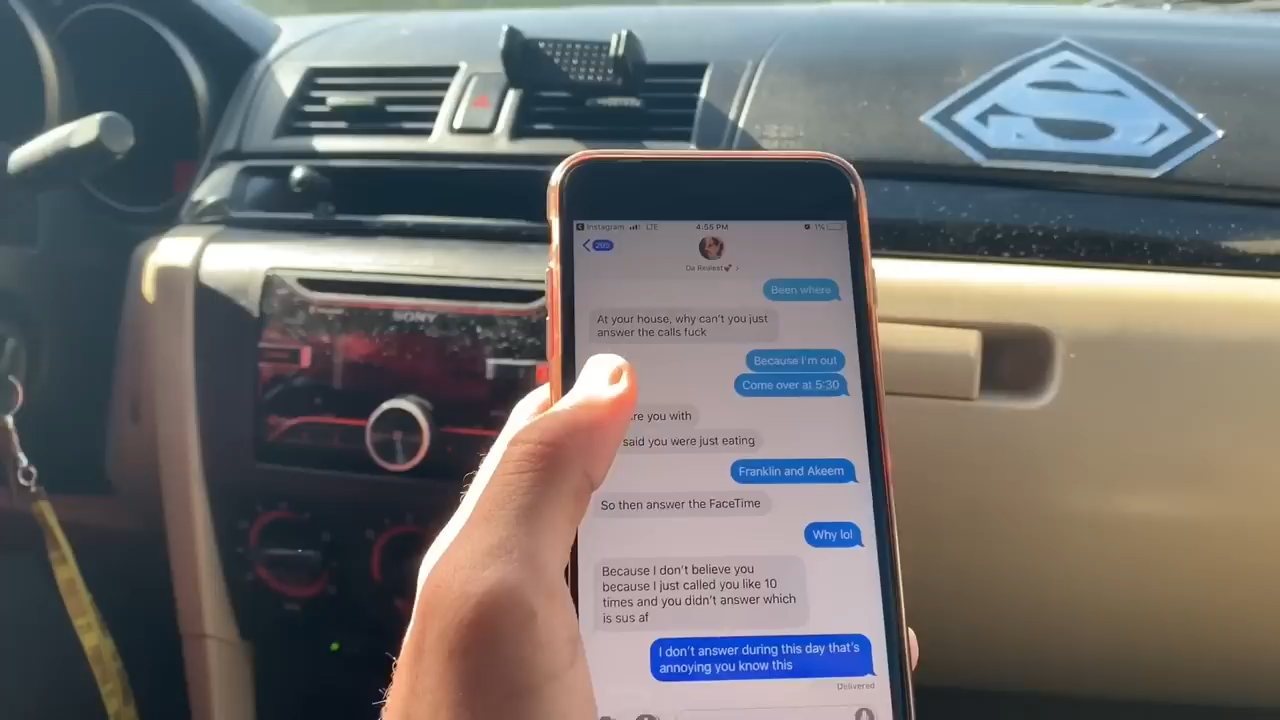 Instagram LTE 4:55 PM 1%
205
Da Realest
Been where
At your house, why can't you just
answer the calls fuck
Because I'm out
Come over at 5:30
re you with
said you were just eating
Franklin and Akeem
So then answer the FaceTime
Why lol
Because I don't believe you
because I just called you like 10
times and you didn't answer which
is sus af
I don't answer during this day that's
annoying you know this
Delivered
SONY
S